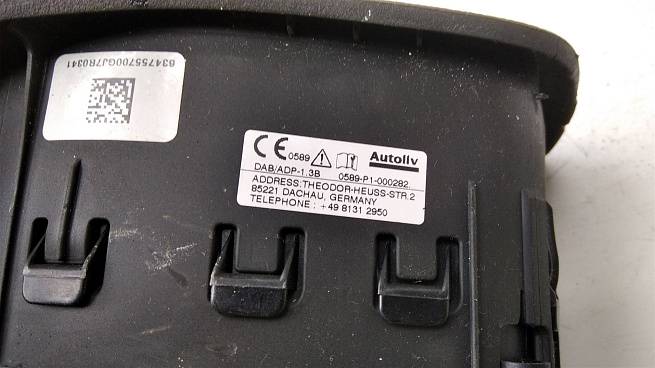 6347555700GJ7R0341
CE 0589 Autoliv
DAB/ADP-1.3B 0589-P1-000282
ADDRESS:THEODOR-HEUSS-STR.2
85221 DACHAU, GERMANY
TELEPHONE : +49 8131 2950